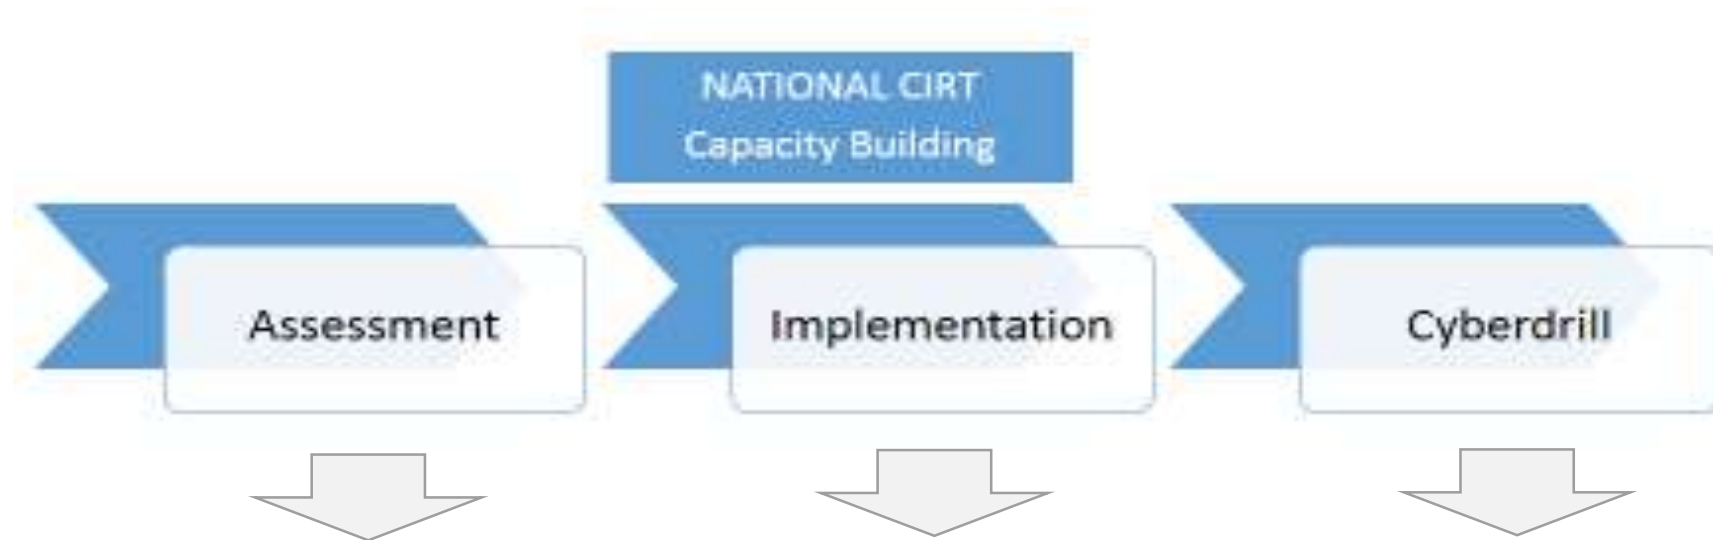 NATIONAL CIRT
Capacity Building
Assessment
Implementation
Cyberdrill